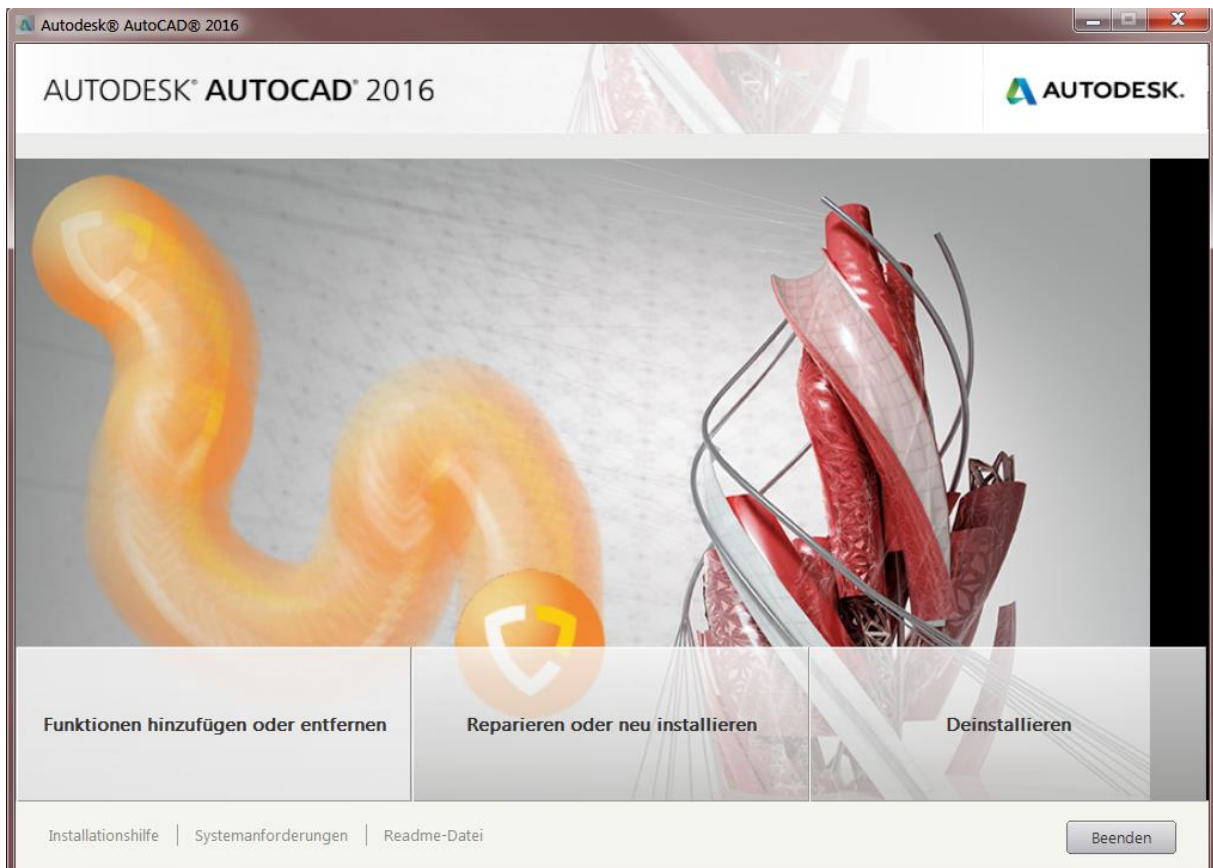 Autodesk® AutoCAD® 2016
AUTODESK® AUTOCAD® 2016
AUTODESK.
Funktionen hinzufügen oder entfernen
Reparieren oder neu installieren
Deinstallieren
Installationshilfe
Systemanforderungen
Readme-Datei
Beenden